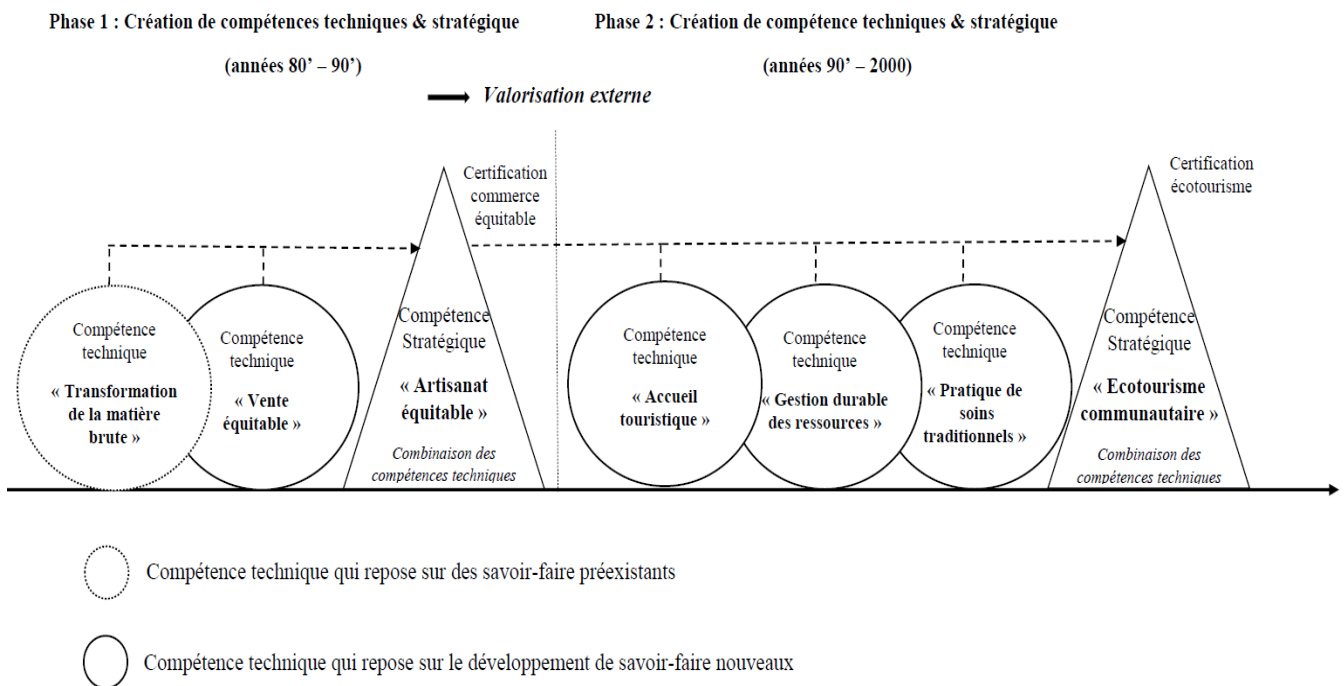 Phase 1 : Création de compétences techniques & stratégique
(années 80’ – 90’)
Phase 2 : Création de compétence techniques & stratégique
(années 90’ – 2000)
Valorisation externe
Certification
commerce
équitable
Certification
écotourisme
Compétence
technique
« Transformation
de la matière
brute »
Compétence
technique
« Vente
équitable »
Compétence
Stratégique
« Artisanat
équitable »
Combinaison des
compétences techniques
Compétence
technique
« Accueil
touristique »
Compétence
technique
« Gestion durable
des ressources »
Compétence
technique
« Pratique de
soins
traditionnels »
Compétence
Stratégique
« Ecotourisme
communautaire »
Combinaison des
compétences techniques
Compétence technique qui repose sur des savoir-faire préexistants
Compétence technique qui repose sur le développement de savoir-faire nouveaux